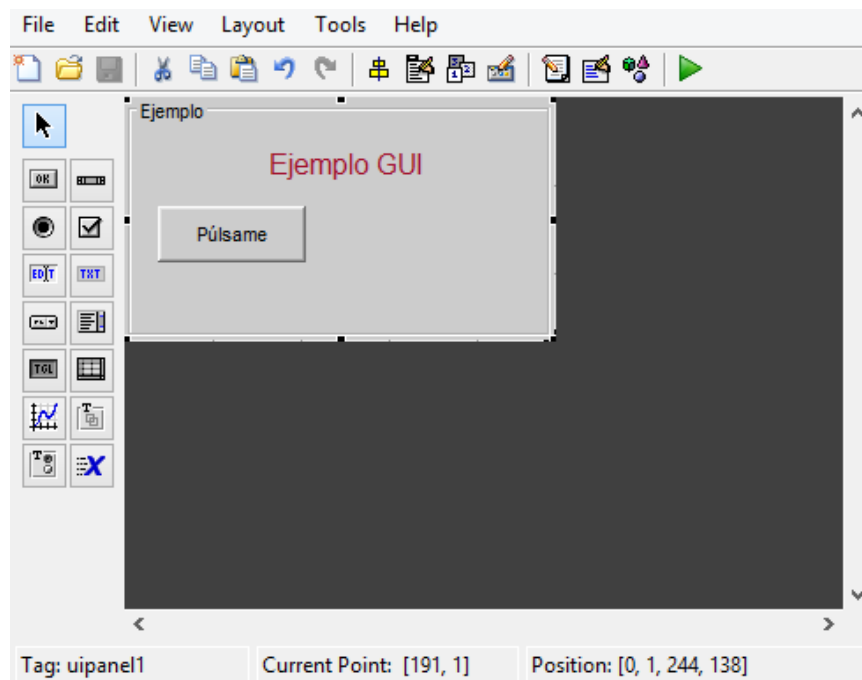 File Edit View Layout Tools Help
Ejemplo
Ejemplo GUI
OK
Púlsame
EDIT TXT
TGL
T
T X
Tag: uipanel1 Current Point: [191, 1] Position: [0, 1, 244, 138]